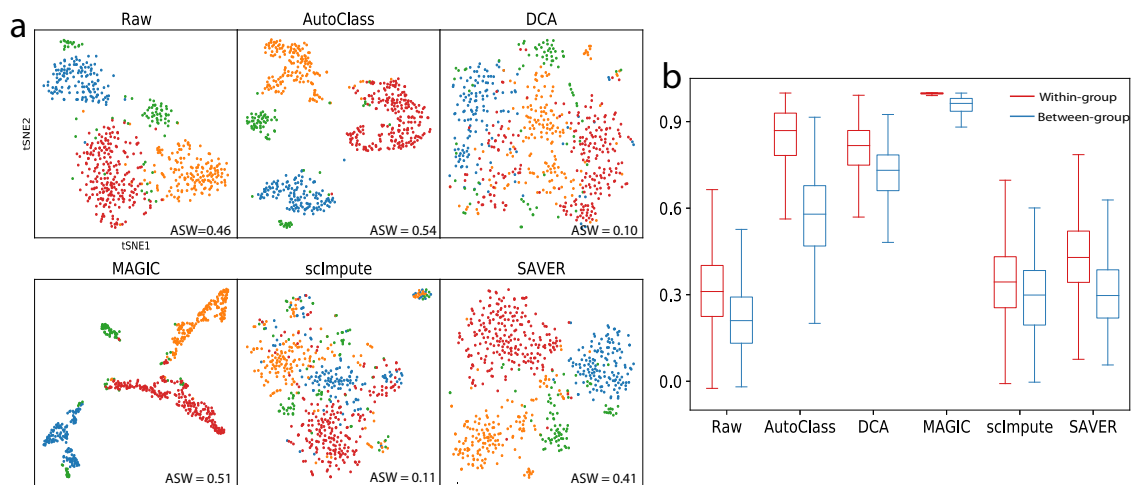 a
Raw
AutoClass
DCA
tSNE2
ASW=0.46
ASW = 0.54
ASW = 0.10
tSNE1
MAGIC
scImpute
SAVER
ASW = 0.51
ASW = 0.11
ASW = 0.41
b
Within-group
Between-group
0.9
0.6
0.3
0.0
Raw
AutoClass
DCA
MAGIC
scImpute
SAVER